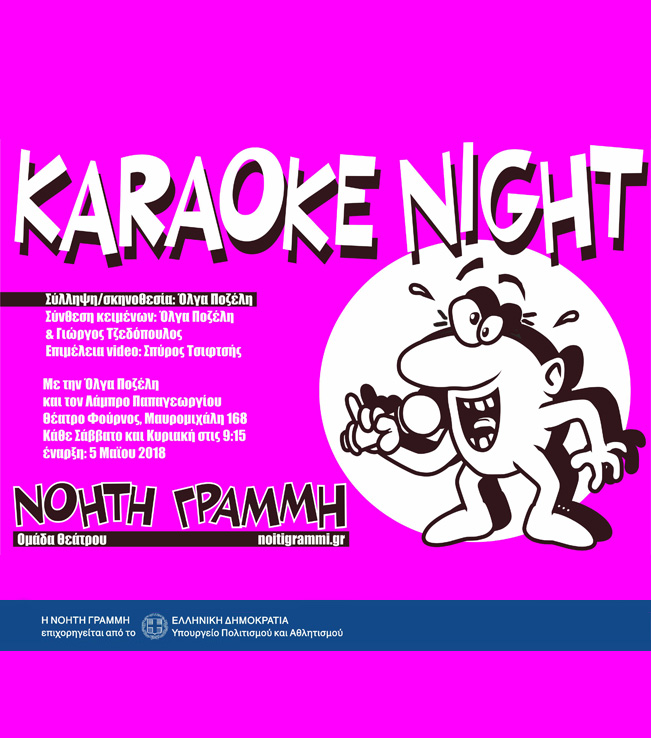 KARAOKE NIGHT
Σύλληψη/σκηνοθεσία: Όλγα Ποζέλη
Σύνθεση κειμένων: Όλγα Ποζέλη
& Γιώργος Τζεδόπουλος
Επιμέλεια video: Σπύρος Τσιφτσής
Με την Όλγα Ποζέλη
και τον Λάμπρο Παπαγεωργίου
Θέατρο Φούρνος, Μαυρομιχάλη 168
Κάθε Σάββατο και Κυριακή στις 9:15
έναρξη: 5 Μαΐου 2018
ΝΟΗΤΗ ΓΡΑΜΜΗ
Ομάδα Θεάτρου noitigrammi.gr
Η ΝΟΗΤΗ ΓΡΑΜΜΗ
επιχορηγείται από το
ΕΛΛΗΝΙΚΗ ΔΗΜΟΚΡΑΤΙΑ
Υπουργείο Πολιτισμού και Αθλητισμού